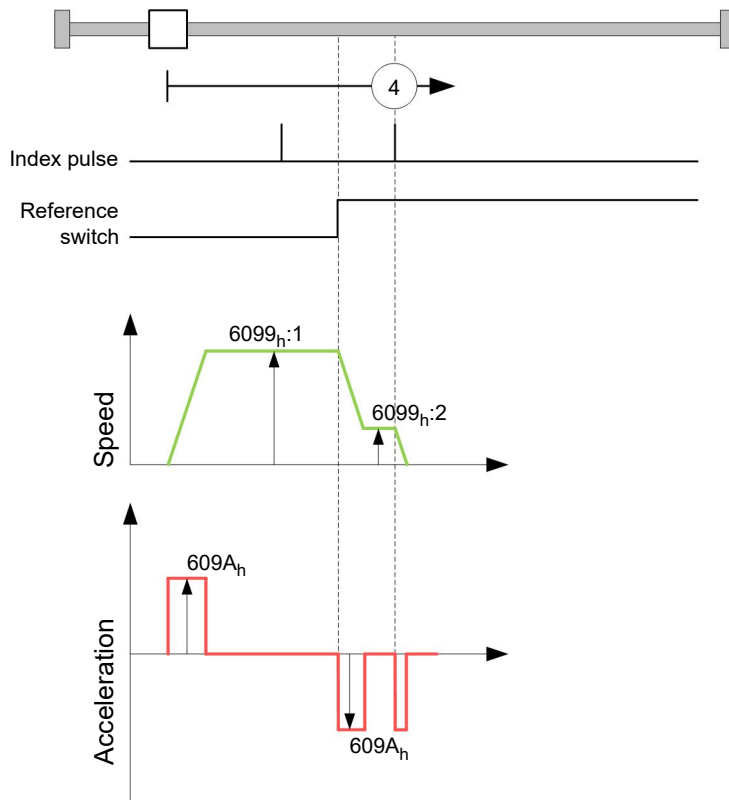 4
Index pulse
Reference
switch
6099h:1
6099h:2
Speed
609Ah
Acceleration
609Ah